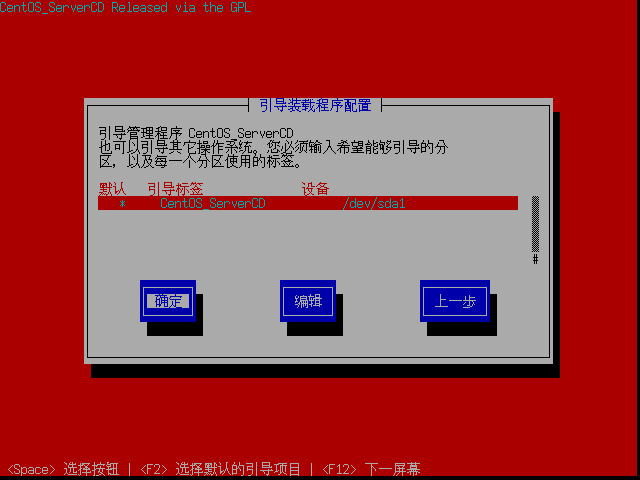 CentOS_ServerCD Released via the GPL
引导装载程序配置
引导管理程序 CentOS_ServerCD
也可以引导其它操作系统。您必须输入希望能够引导的分
区，以及每一个分区使用的标签。
默认 引导标签 设备
* CentOS_ServerCD /dev/sda1
#
确定 编辑 上一步
<Space> 选择按钮 | <F2> 选择默认的引导项目 | <F12> 下一屏幕